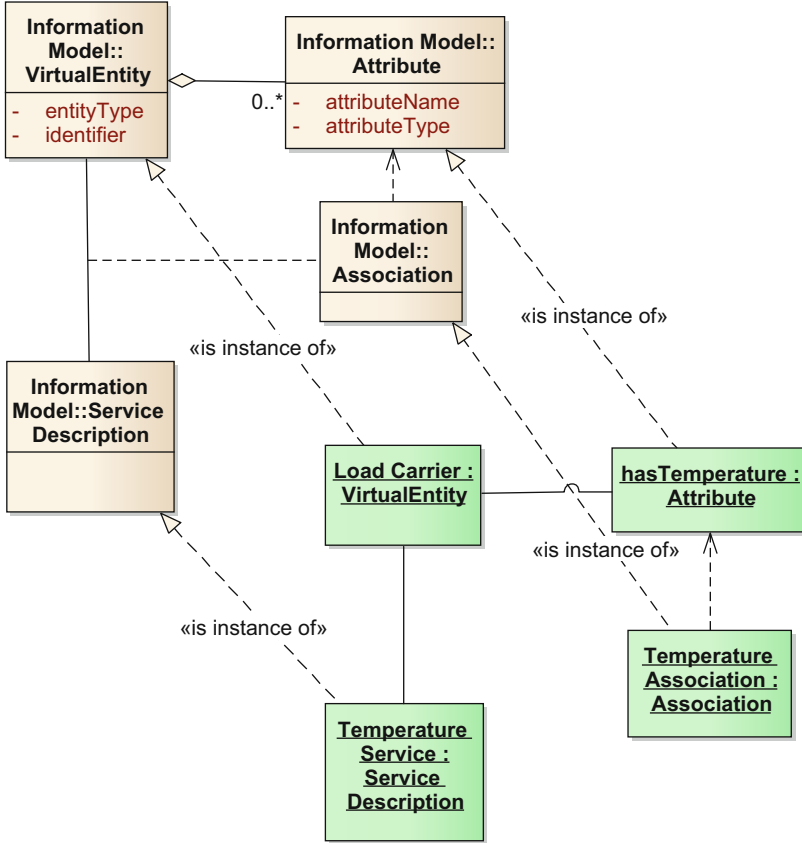 Information
Model::
VirtualEntity
- entityType
- identifier
Information Model::
Attribute
0..*
- attributeName
- attributeType
Information
Model::
Association
«is instance of»
«is instance of»
Information
Model::Service
Description
Load Carrier :
VirtualEntity
hasTemperature :
Attribute
«is instance of»
«is instance of»
Temperature
Association :
Association
Temperature
Service :
Service
Description